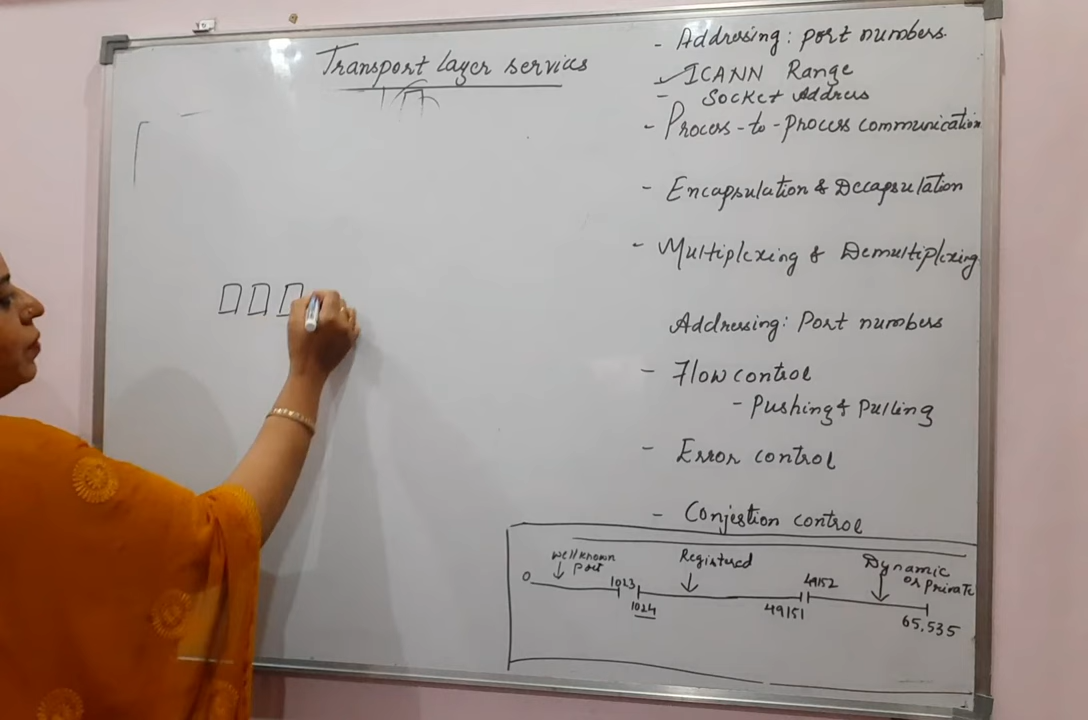 Transport layer services
- Addressing: port numbers.
- ICANN Range
- Socket Address
- Process-to-Process communication
- Encapsulation & Decapsulation
- Multiplexing & Demultiplexing
Addressing: Port numbers
- Flow control
- Pushing & Pulling
- Error control
- Conjestion control
0 wellknown port 1023
1024 Registered 49151
49152 Dynamic or Private 65,535